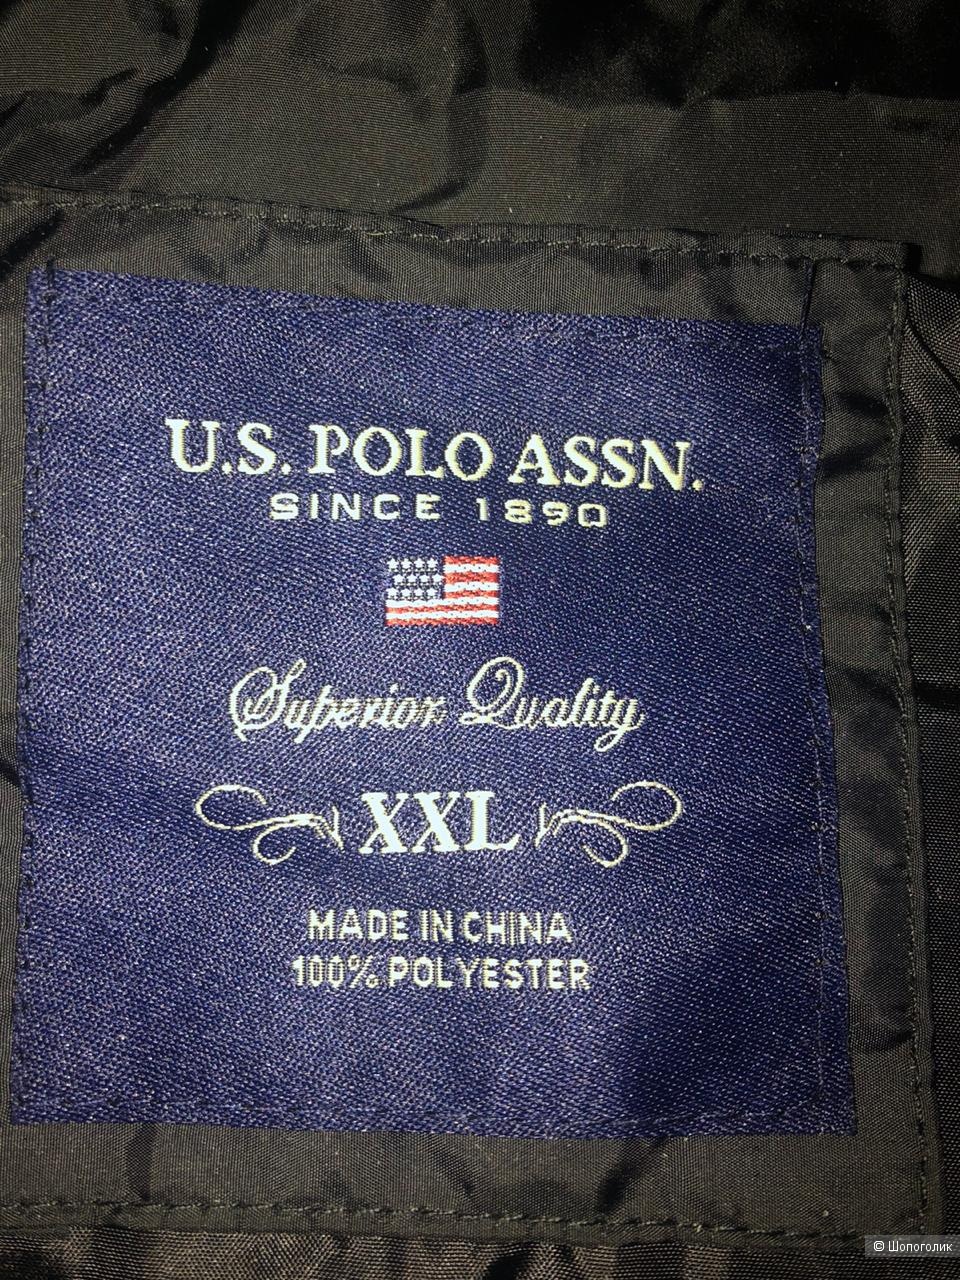 U.S. POLO ASSN.
SINCE 1890
Superior Quality
XXL
MADE IN CHINA
100% POLYESTER
© Шопоголик